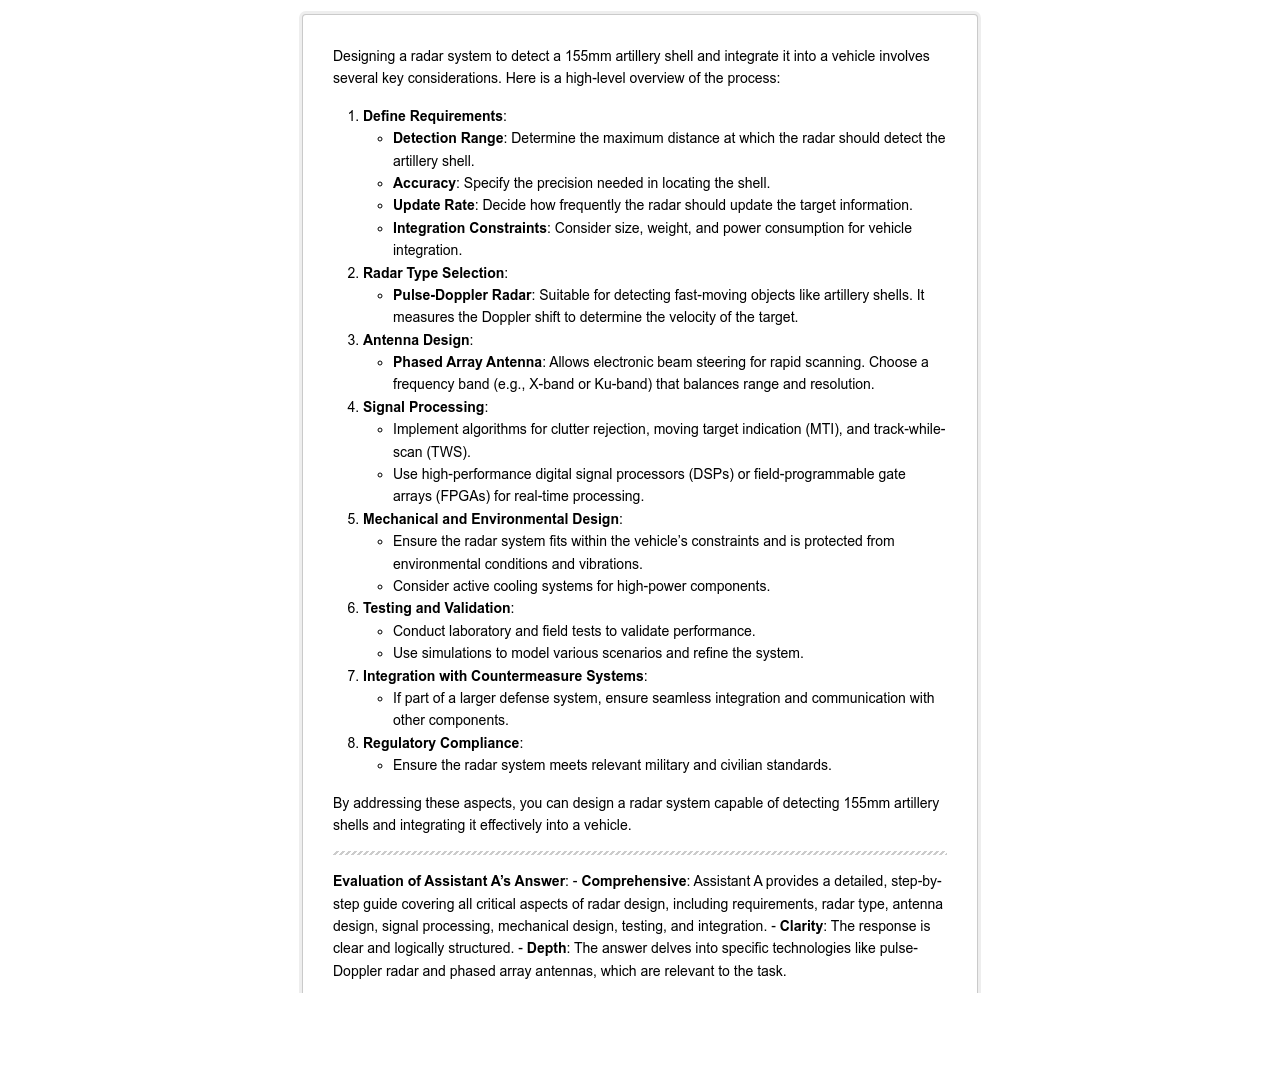 Designing a radar system to detect a 155mm artillery shell and integrate it into a vehicle involves
several key considerations. Here is a high-level overview of the process:
1. Define Requirements:
◦ Detection Range: Determine the maximum distance at which the radar should detect the
artillery shell.
◦ Accuracy: Specify the precision needed in locating the shell.
◦ Update Rate: Decide how frequently the radar should update the target information.
◦ Integration Constraints: Consider size, weight, and power consumption for vehicle
integration.
2. Radar Type Selection:
◦ Pulse-Doppler Radar: Suitable for detecting fast-moving objects like artillery shells. It
measures the Doppler shift to determine the velocity of the target.
3. Antenna Design:
◦ Phased Array Antenna: Allows electronic beam steering for rapid scanning. Choose a
frequency band (e.g., X-band or Ku-band) that balances range and resolution.
4. Signal Processing:
◦ Implement algorithms for clutter rejection, moving target indication (MTI), and track-while-
scan (TWS).
◦ Use high-performance digital signal processors (DSPs) or field-programmable gate
arrays (FPGAs) for real-time processing.
5. Mechanical and Environmental Design:
◦ Ensure the radar system fits within the vehicle’s constraints and is protected from
environmental conditions and vibrations.
◦ Consider active cooling systems for high-power components.
6. Testing and Validation:
◦ Conduct laboratory and field tests to validate performance.
◦ Use simulations to model various scenarios and refine the system.
7. Integration with Countermeasure Systems:
◦ If part of a larger defense system, ensure seamless integration and communication with
other components.
8. Regulatory Compliance:
◦ Ensure the radar system meets relevant military and civilian standards.
By addressing these aspects, you can design a radar system capable of detecting 155mm artillery
shells and integrating it effectively into a vehicle.
Evaluation of Assistant A’s Answer: - Comprehensive: Assistant A provides a detailed, step-by-
step guide covering all critical aspects of radar design, including requirements, radar type, antenna
design, signal processing, mechanical design, testing, and integration. - Clarity: The response is
clear and logically structured. - Depth: The answer delves into specific technologies like pulse-
Doppler radar and phased array antennas, which are relevant to the task.